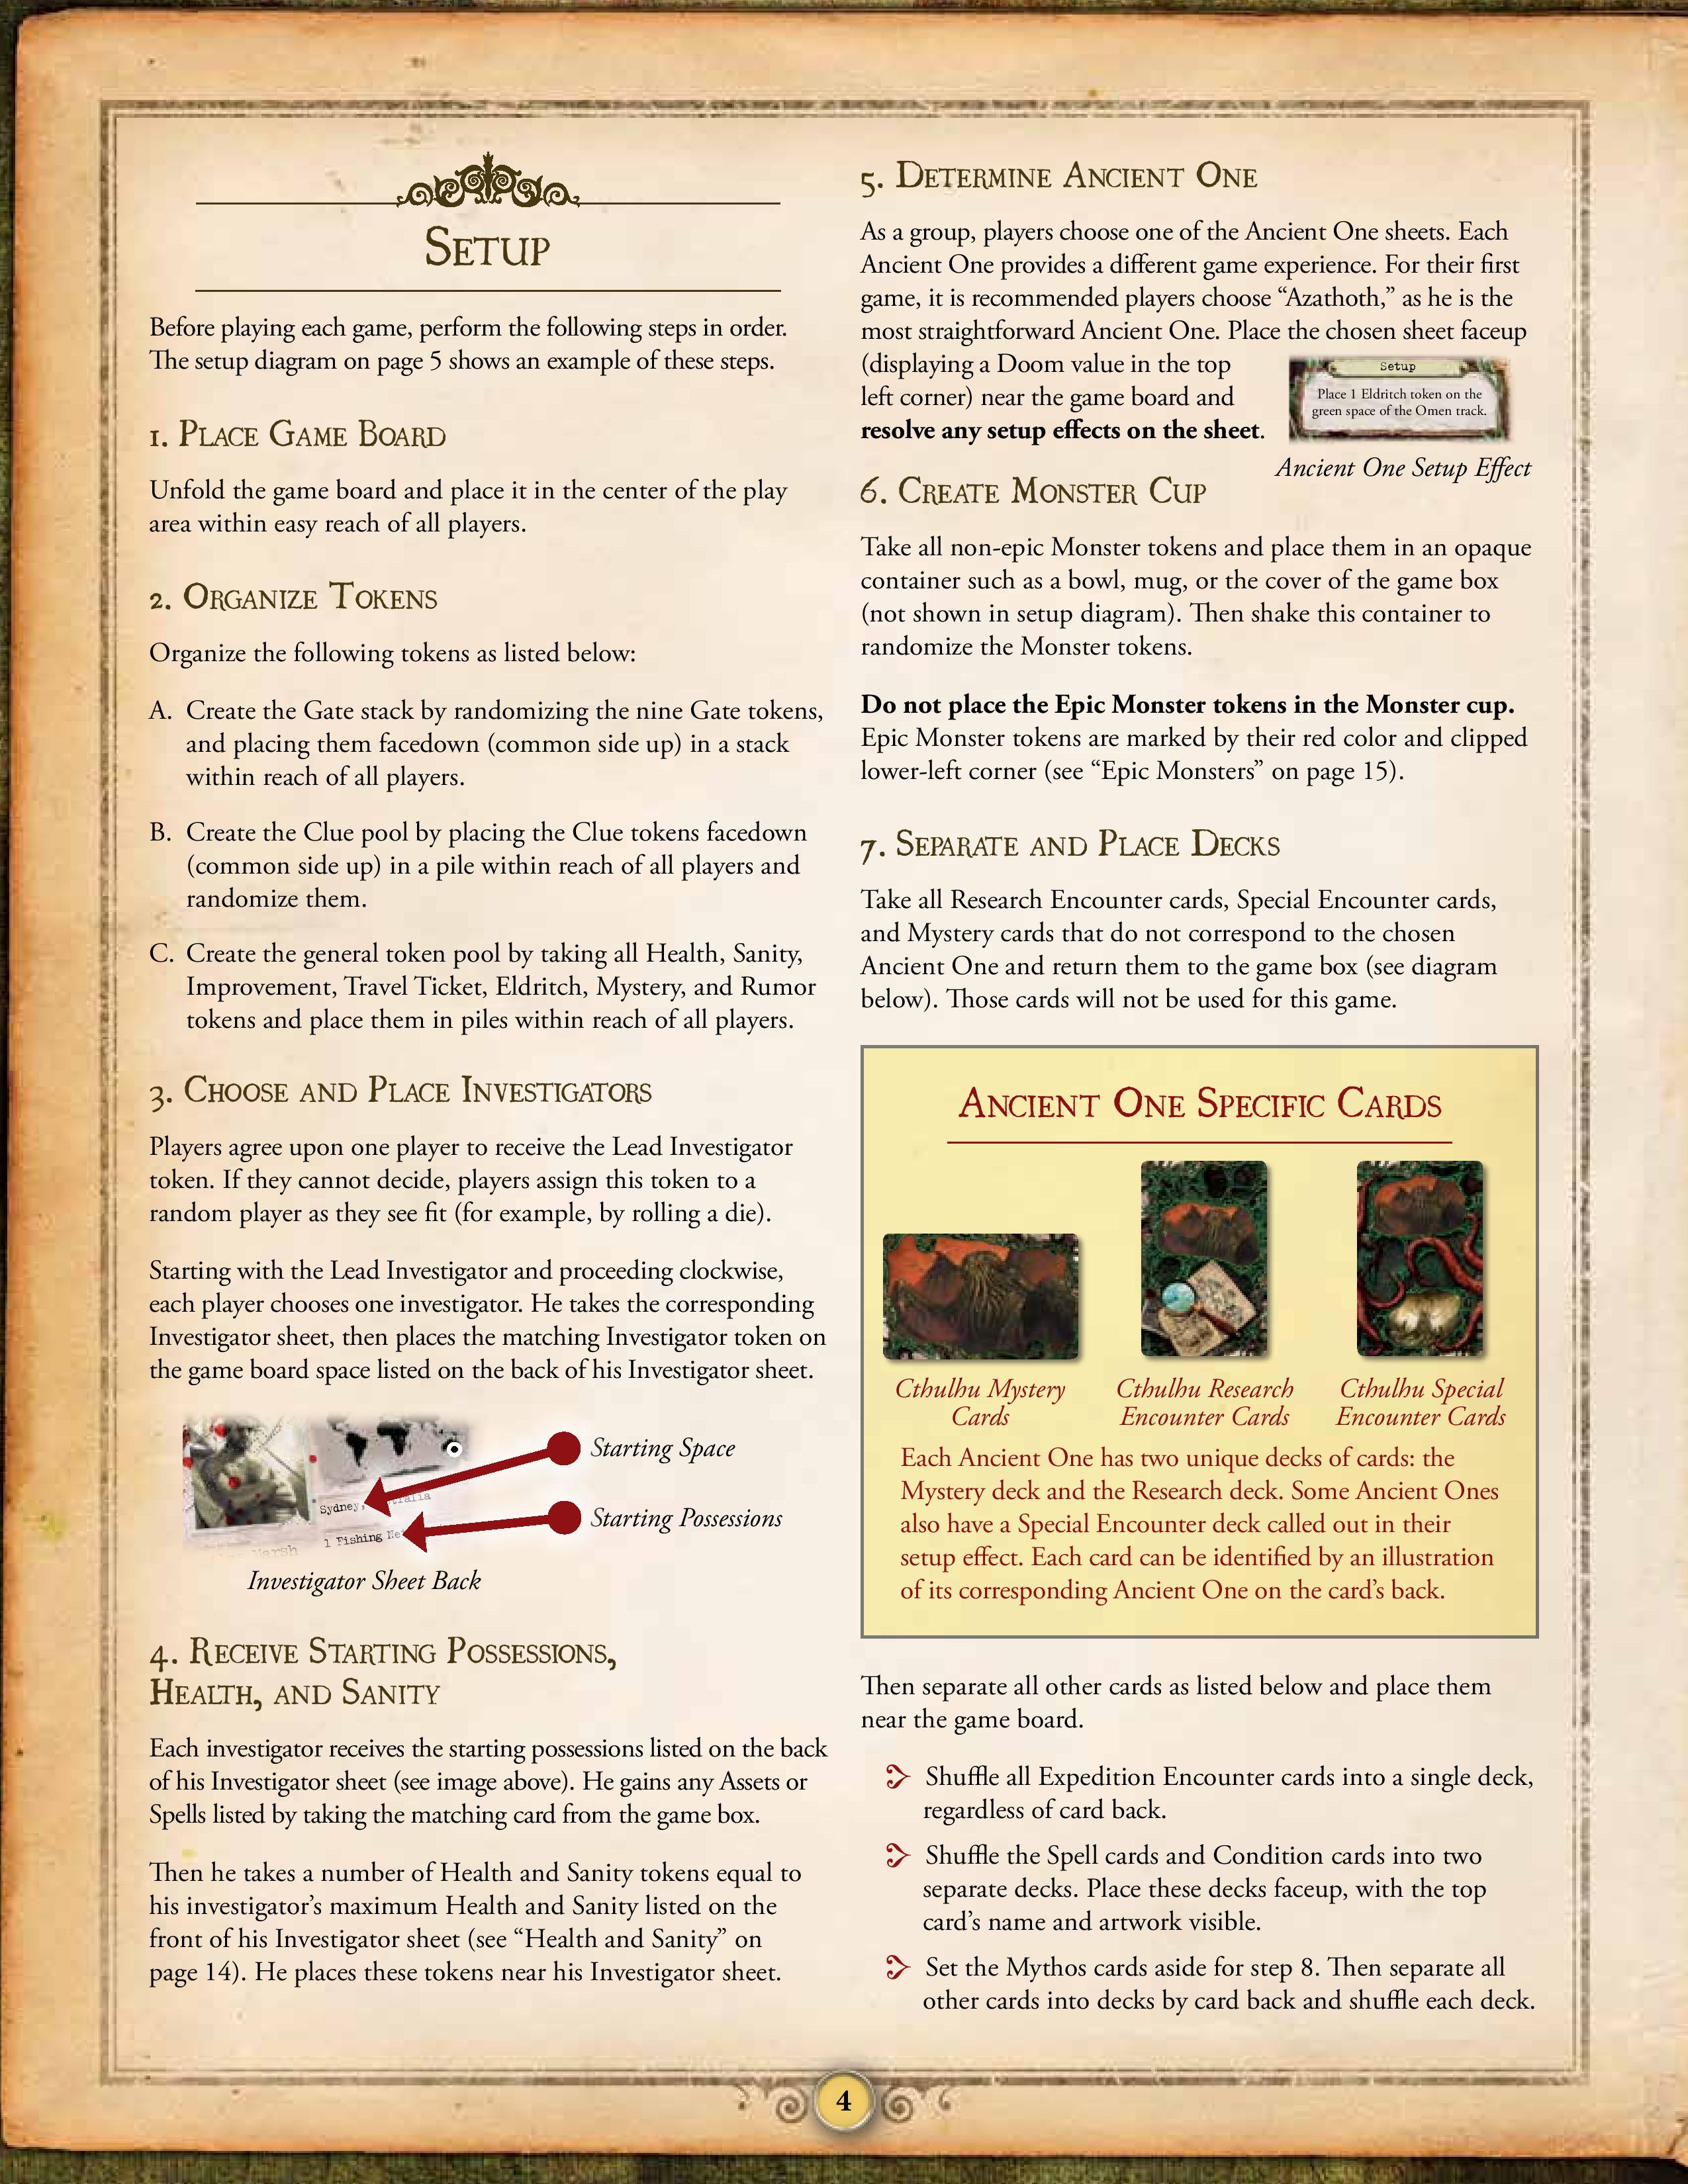 Setup
Before playing each game, perform the following steps in order.
The setup diagram on page 5 shows an example of these steps.
1. Place Game Board
Unfold the game board and place it in the center of the play
area within easy reach of all players.
2. Organize Tokens
Organize the following tokens as listed below:
A. Create the Gate stack by randomizing the nine Gate tokens,
and placing them facedown (common side up) in a stack
within reach of all players.
B. Create the Clue pool by placing the Clue tokens facedown
(common side up) in a pile within reach of all players and
randomize them.
C. Create the general token pool by taking all Health, Sanity,
Improvement, Travel Ticket, Eldritch, Mystery, and Rumor
tokens and place them in piles within reach of all players.
3. Choose and Place Investigators
Players agree upon one player to receive the Lead Investigator
token. If they cannot decide, players assign this token to a
random player as they see fit (for example, by rolling a die).
Starting with the Lead Investigator and proceeding clockwise,
each player chooses one investigator. He takes the corresponding
Investigator sheet, then places the matching Investigator token on
the game board space listed on the back of his Investigator sheet.
Starting Space
Sydney,
Starting Possessions
1 Fishing
Investigator Sheet Back
4. Receive Starting Possessions,
Health, and Sanity
Each investigator receives the starting possessions listed on the back
of his Investigator sheet (see image above). He gains any Assets or
Spells listed by taking the matching card from the game box.
Then he takes a number of Health and Sanity tokens equal to
his investigator’s maximum Health and Sanity listed on the
front of his Investigator sheet (see “Health and Sanity” on
page 14). He places these tokens near his Investigator sheet.
5. Determine Ancient One
As a group, players choose one of the Ancient One sheets. Each
Ancient One provides a different game experience. For their first
game, it is recommended players choose “Azathoth,” as he is the
most straightforward Ancient One. Place the chosen sheet faceup
(displaying a Doom value in the top
left corner) near the game board and
resolve any setup effects on the sheet.
Setup
Place 1 Eldritch token on the
green space of the Omen track.
Ancient One Setup Effect
6. Create Monster Cup
Take all non-epic Monster tokens and place them in an opaque
container such as a bowl, mug, or the cover of the game box
(not shown in setup diagram). Then shake this container to
randomize the Monster tokens.
Do not place the Epic Monster tokens in the Monster cup.
Epic Monster tokens are marked by their red color and clipped
lower-left corner (see “Epic Monsters” on page 15).
7. Separate and Place Decks
Take all Research Encounter cards, Special Encounter cards,
and Mystery cards that do not correspond to the chosen
Ancient One and return them to the game box (see diagram
below). Those cards will not be used for this game.
Ancient One Specific Cards
Cthulhu Mystery
Cards
Cthulhu Research
Encounter Cards
Cthulhu Special
Encounter Cards
Each Ancient One has two unique decks of cards: the
Mystery deck and the Research deck. Some Ancient Ones
also have a Special Encounter deck called out in their
setup effect. Each card can be identified by an illustration
of its corresponding Ancient One on the card’s back.
Then separate all other cards as listed below and place them
near the game board.
Shuffle all Expedition Encounter cards into a single deck,
regardless of card back.
Shuffle the Spell cards and Condition cards into two
separate decks. Place these decks faceup, with the top
card’s name and artwork visible.
Set the Mythos cards aside for step 8. Then separate all
other cards into decks by card back and shuffle each deck.
4